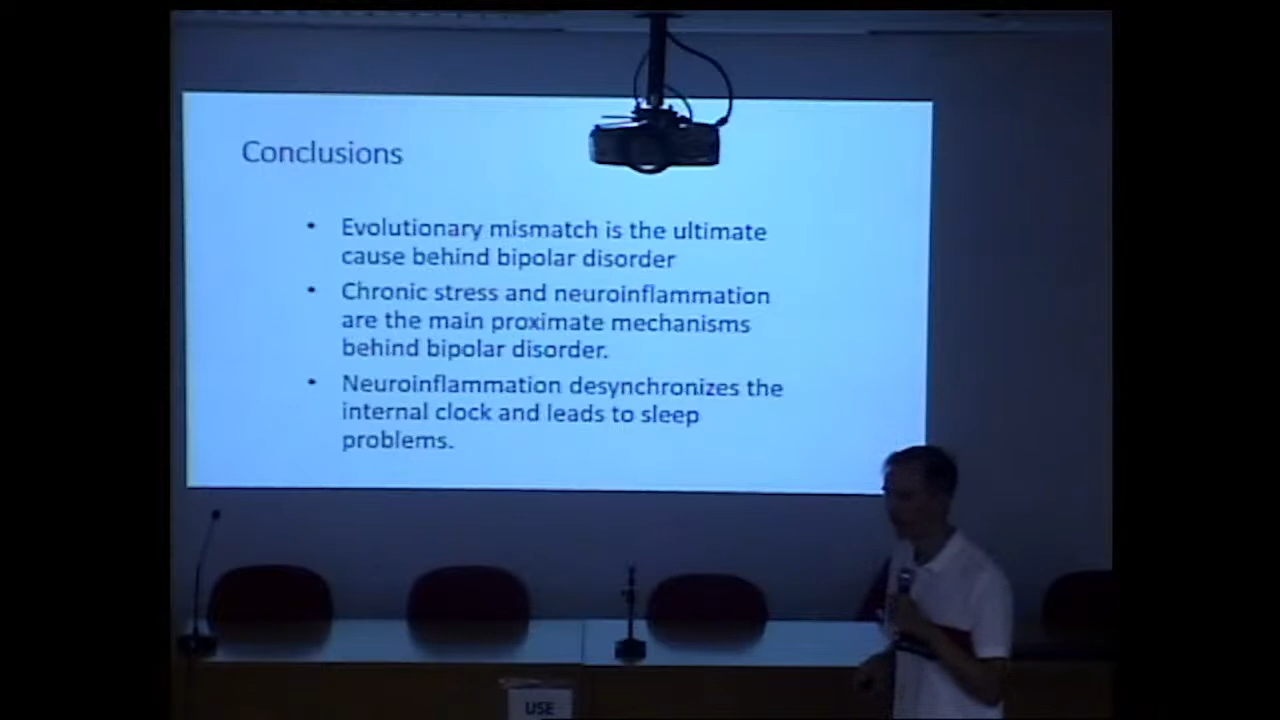 Conclusions
• Evolutionary mismatch is the ultimate
cause behind bipolar disorder
• Chronic stress and neuroinflammation
are the main proximate mechanisms
behind bipolar disorder.
• Neuroinflammation desynchronizes the
internal clock and leads to sleep
problems.
USE